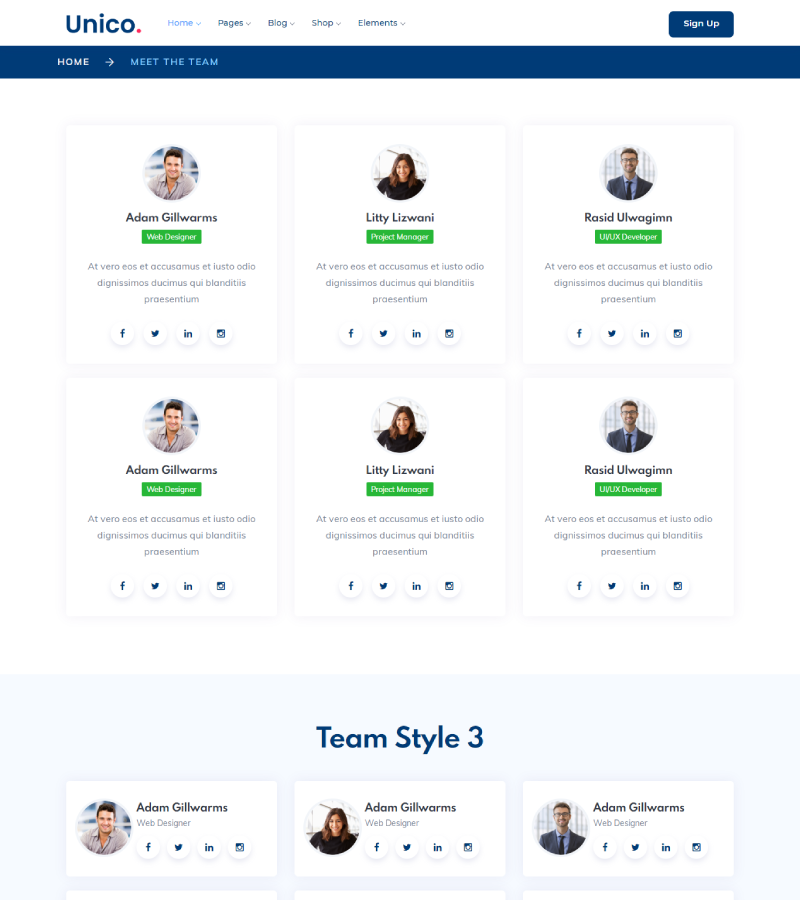 Unico.
Home Pages Blog Shop Elements
Sign Up
HOME → MEET THE TEAM
Adam Gillwarms
Web Designer
At vero eos et accusamus et iusto odio
dignissimos ducimus qui blanditiis
praesentium
Litty Lizwani
Project Manager
At vero eos et accusamus et iusto odio
dignissimos ducimus qui blanditiis
praesentium
Rasid Ulwagimn
UI/UX Developer
At vero eos et accusamus et iusto odio
dignissimos ducimus qui blanditiis
praesentium
Adam Gillwarms
Web Designer
At vero eos et accusamus et iusto odio
dignissimos ducimus qui blanditiis
praesentium
Litty Lizwani
Project Manager
At vero eos et accusamus et iusto odio
dignissimos ducimus qui blanditiis
praesentium
Rasid Ulwagimn
UI/UX Developer
At vero eos et accusamus et iusto odio
dignissimos ducimus qui blanditiis
praesentium
Team Style 3
Adam Gillwarms
Web Designer
Adam Gillwarms
Web Designer
Adam Gillwarms
Web Designer